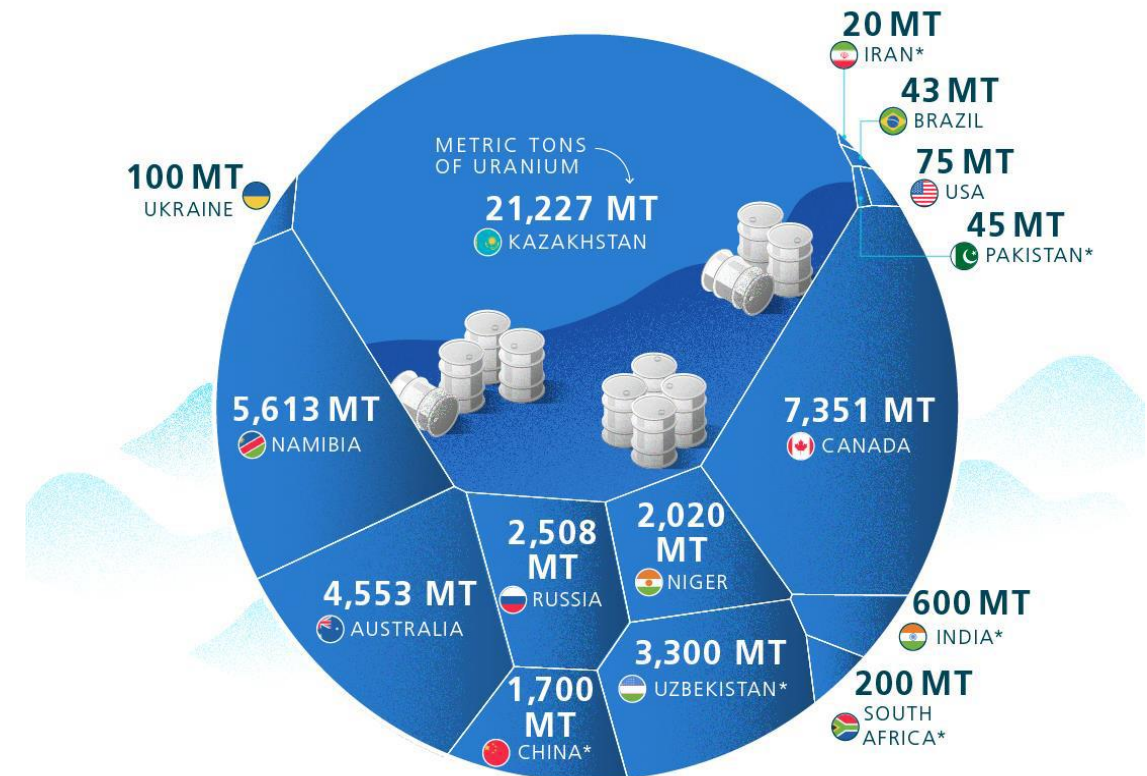 20 MT
IRAN*
43 MT
BRAZIL
75 MT
USA
45 MT
PAKISTAN*
METRIC TONS
OF URANIUM
21,227 MT
KAZAKHSTAN
100 MT
UKRAINE
5,613 MT
NAMIBIA
7,351 MT
CANADA
2,508
MT
RUSSIA
2,020
MT
NIGER
4,553 MT
AUSTRALIA
600 MT
INDIA*
3,300 MT
UZBEKISTAN*
200 MT
SOUTH
AFRICA*
1,700
MT
CHINA*